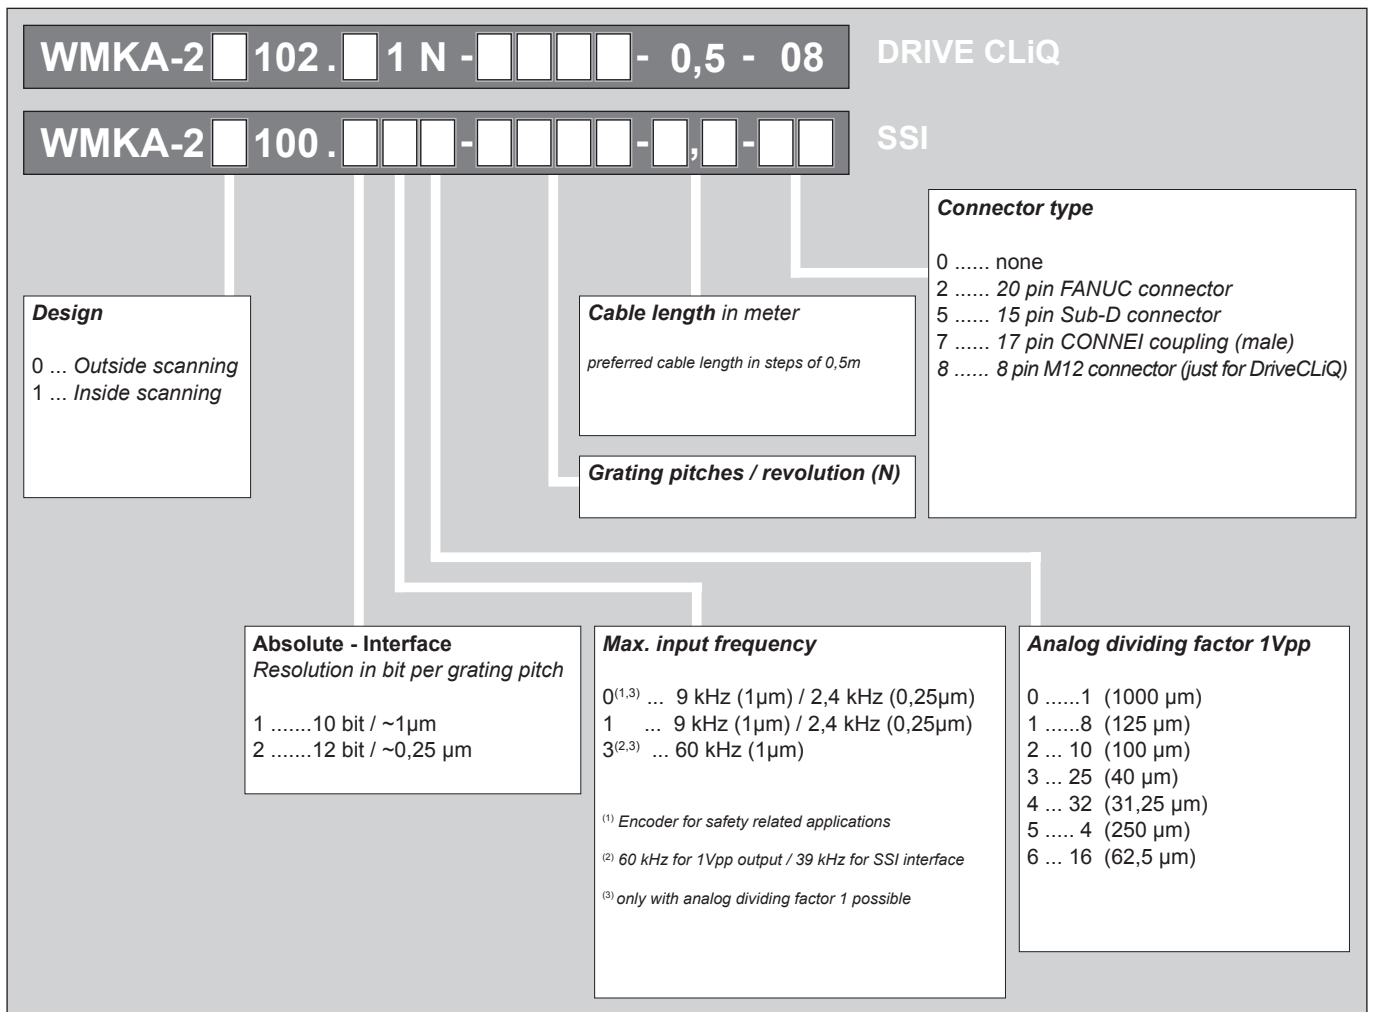 WMKA-2 102. 1 N - - 0,5 - 08 DRIVE CLiQ
WMKA-2 100. - - , - SSI
Connector type
0 ...... none
2 ...... 20 pin FANUC connector
5 ...... 15 pin Sub-D connector
7 ...... 17 pin CONNEI coupling (male)
8 ...... 8 pin M12 connector (just for DriveCLiQ)
Design
0 ... Outside scanning
1 ... Inside scanning
Cable length in meter
preferred cable length in steps of 0,5m
Grating pitches / revolution (N)
Absolute - Interface
Resolution in bit per grating pitch
1 .......10 bit / ~1µm
2 .......12 bit / ~0,25 µm
Max. input frequency
0(1,3) ... 9 kHz (1µm) / 2,4 kHz (0,25µm)
1 ... 9 kHz (1µm) / 2,4 kHz (0,25µm)
3(2,3) ... 60 kHz (1µm)
(1) Encoder for safety related applications
(2) 60 kHz for 1Vpp output / 39 kHz for SSI interface
(3) only with analog dividing factor 1 possible
Analog dividing factor 1Vpp
0 ......1 (1000 µm)
1 ......8 (125 µm)
2 ... 10 (100 µm)
3 ... 25 (40 µm)
4 ... 32 (31,25 µm)
5 ..... 4 (250 µm)
6 ... 16 (62,5 µm)